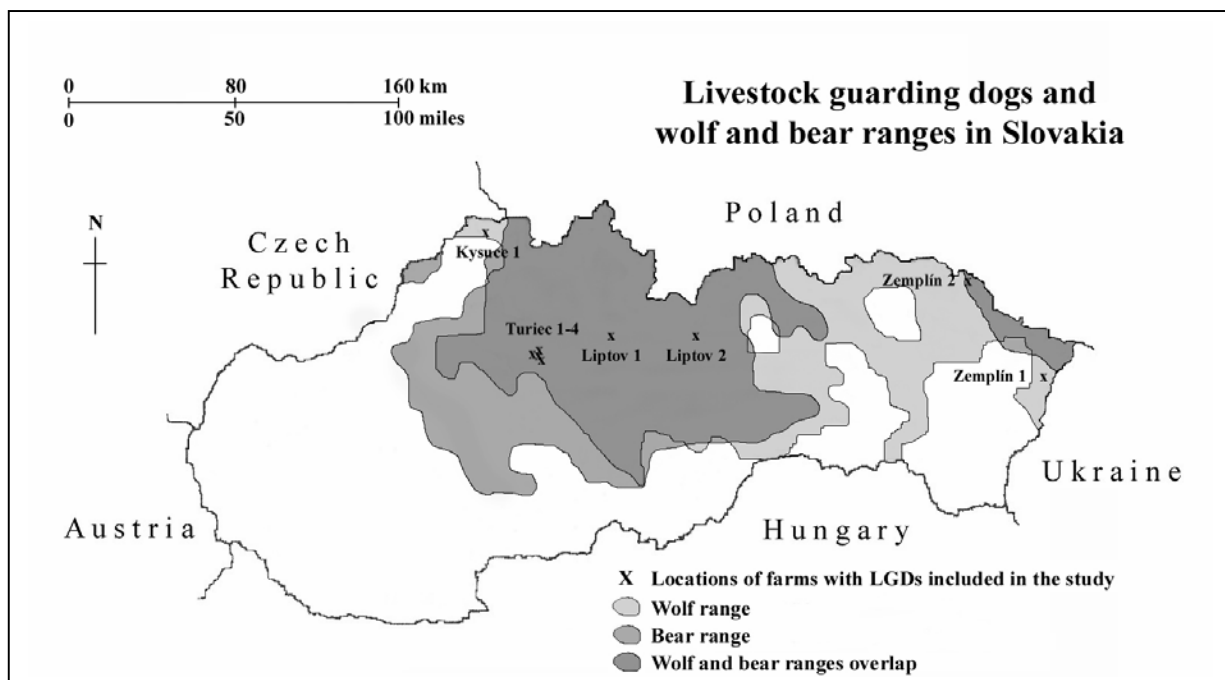 0 80 160 km
0 50 100 miles
Livestock guarding dogs and
wolf and bear ranges in Slovakia
N
Poland
Czech
Republic
x
Kysuce 1
Zemplín 2 x
Turiec 1-4
x x x x
x
Liptov 1
x
Liptov 2
Zemplín 1 x
Ukraine
Austria
Hungary
X Locations of farms with LGDs included in the study
Wolf range
Bear range
Wolf and bear ranges overlap